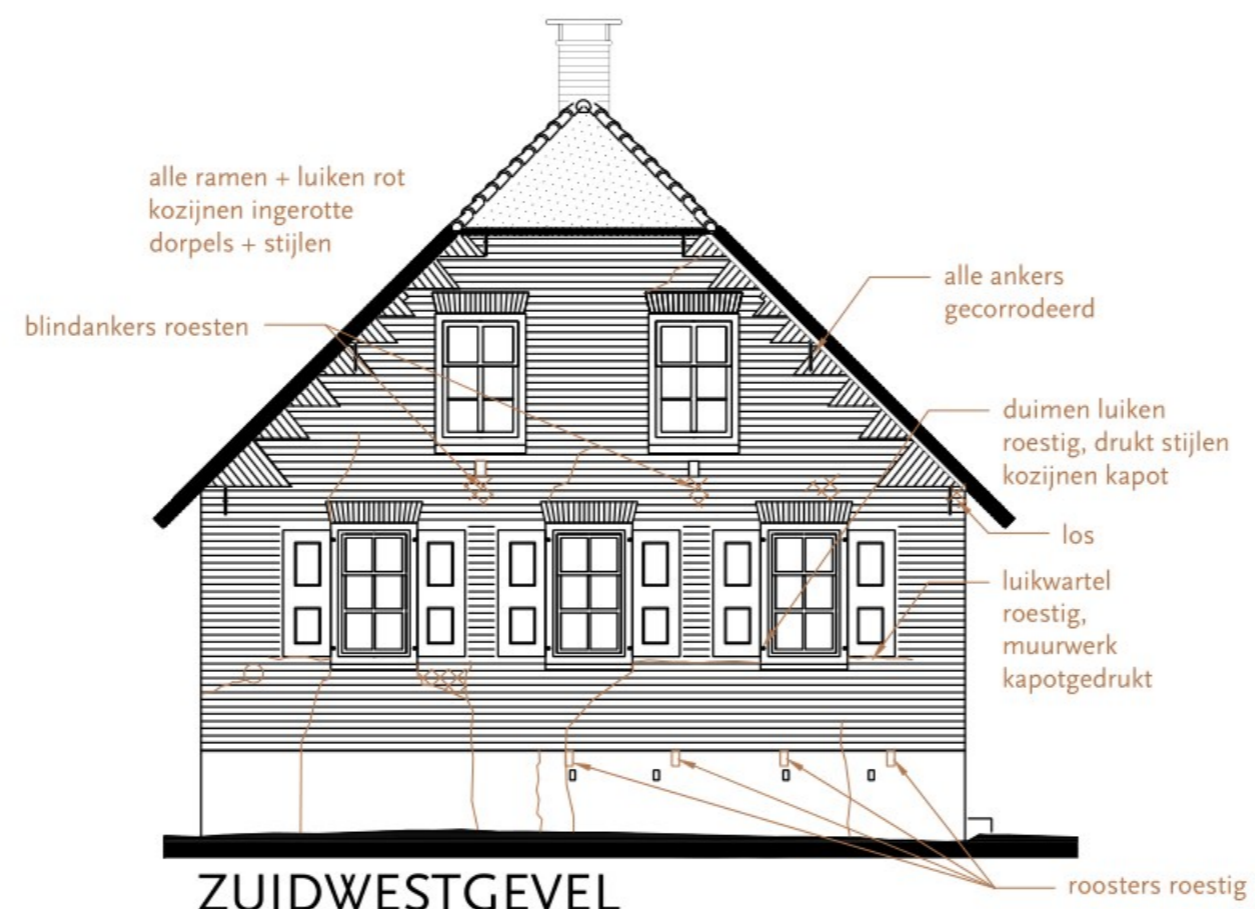 alle ramen + luiken rot
kozijnen ingerotte
dorpels + stijlen
blindankers roesten
alle ankers
gecorrodeerd
duimen luiken
roestig, drukt stijlen
kozijnen kapot
los
luikwartel
roestig,
muurwerk
kapotgedrukt
roosters roestig
ZUIDWESTGEVEL